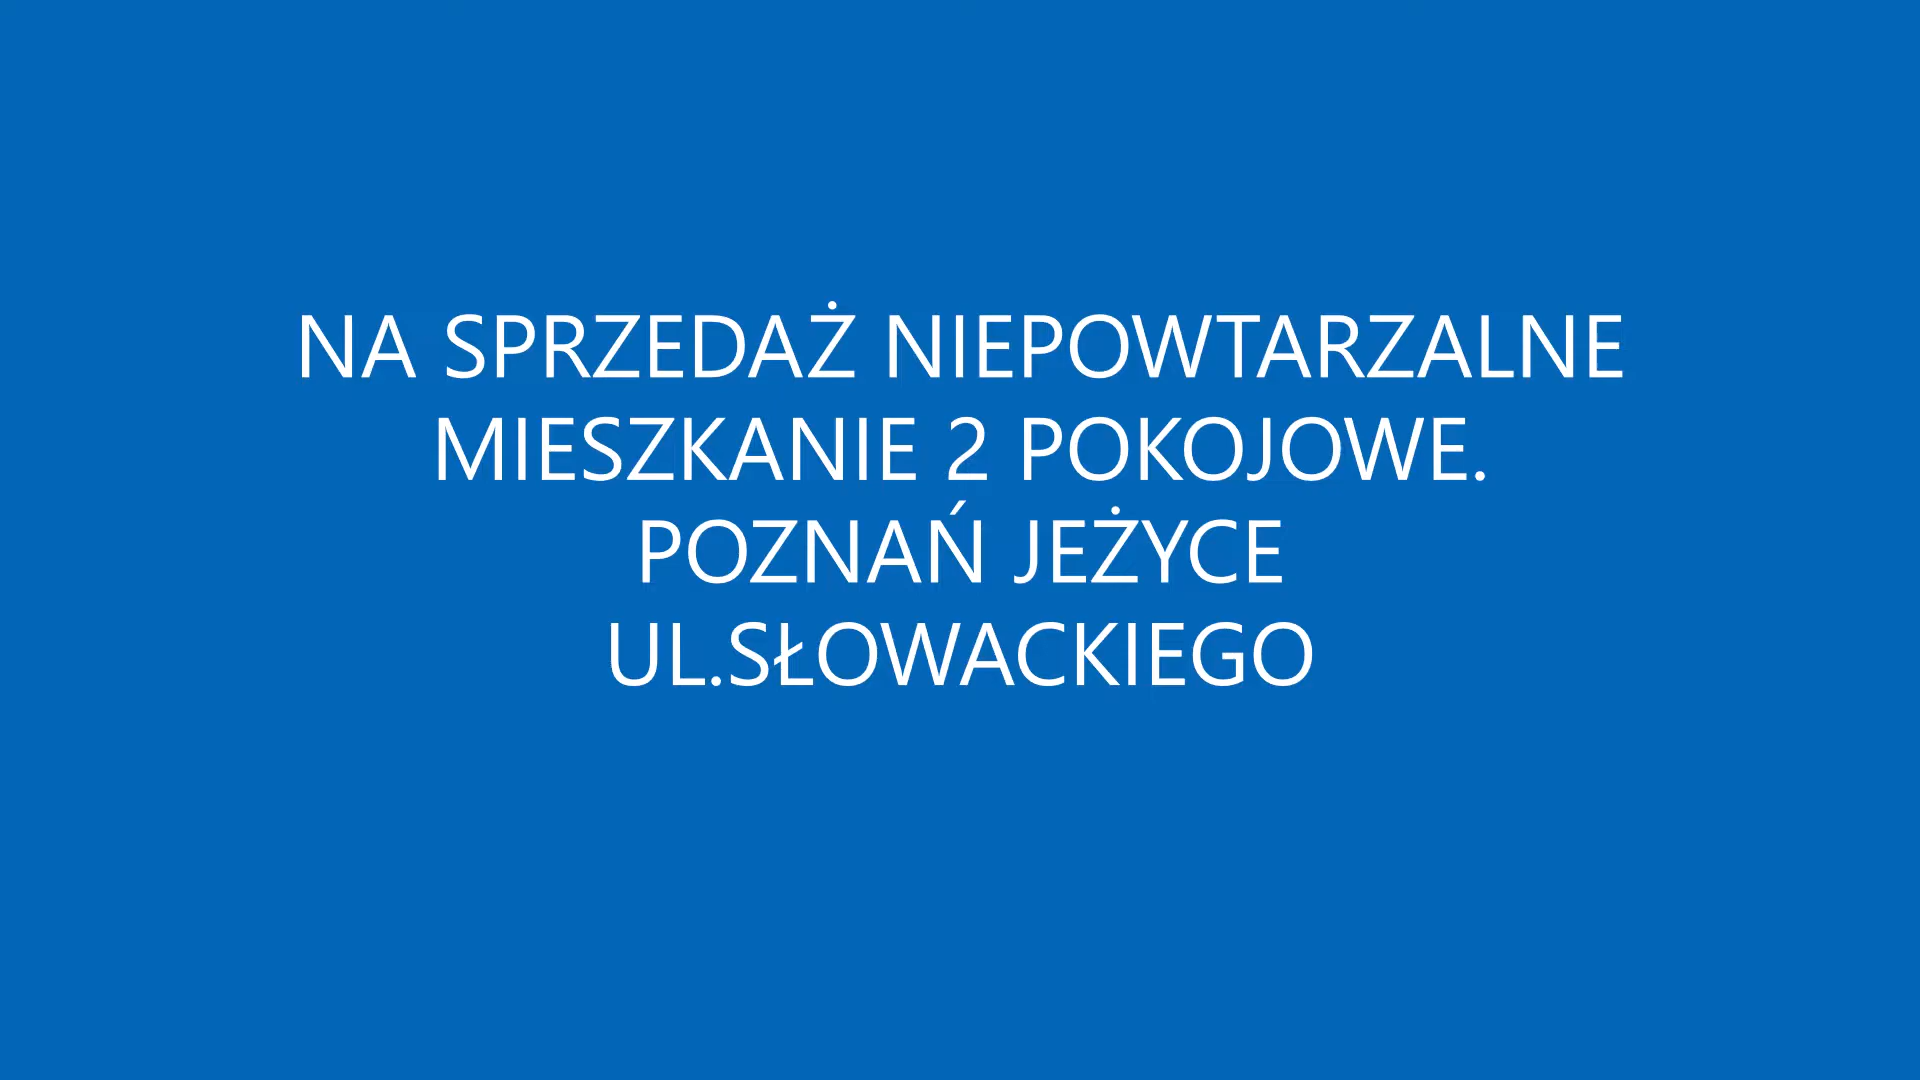 NA SPRZEDAŻ NIEPOWTARZALNE
MIESZKANIE 2 POKOJOWE.
POZNAŃ JEŻYCE
UL.SŁOWACKIEGO